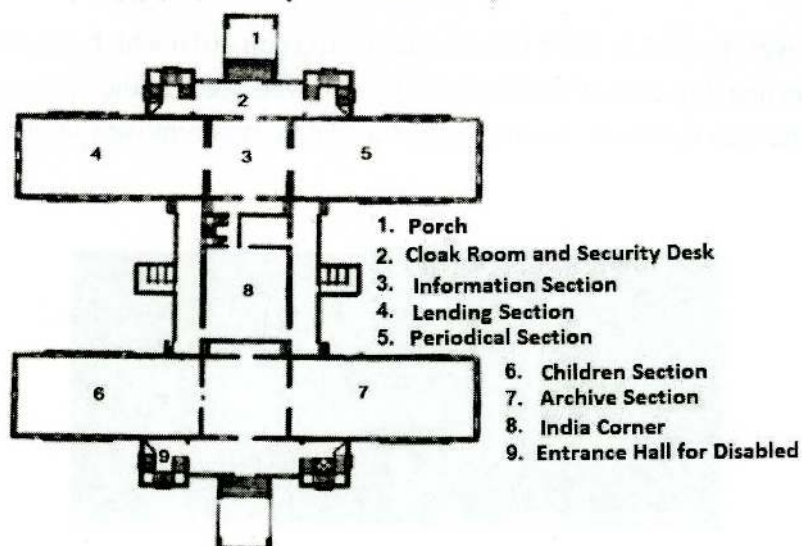 1
2
3
4
5
6
7
8
9
1. Porch
2. Cloak Room and Security Desk
3. Information Section
4. Lending Section
5. Periodical Section
6. Children Section
7. Archive Section
8. India Corner
9. Entrance Hall for Disabled